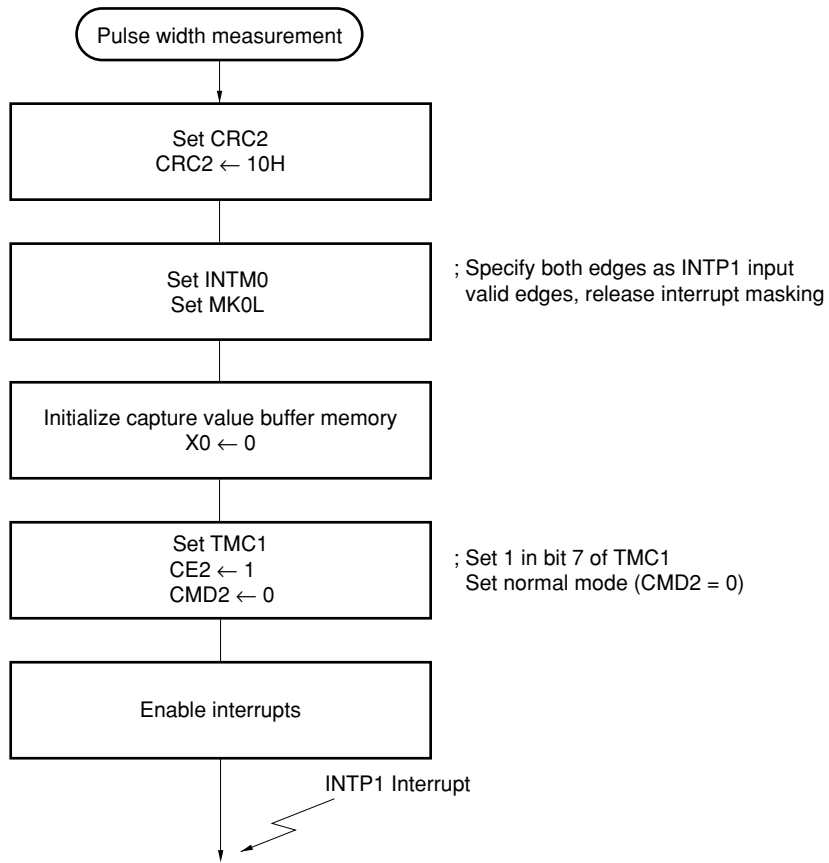 Pulse width measurement
Set CRC2
CRC2 ← 10H
Set INTM0
Set MK0L
; Specify both edges as INTP1 input
valid edges, release interrupt masking
Initialize capture value buffer memory
X0 ← 0
Set TMC1
CE2 ← 1
CMD2 ← 0
; Set 1 in bit 7 of TMC1
Set normal mode (CMD2 = 0)
Enable interrupts
INTP1 Interrupt